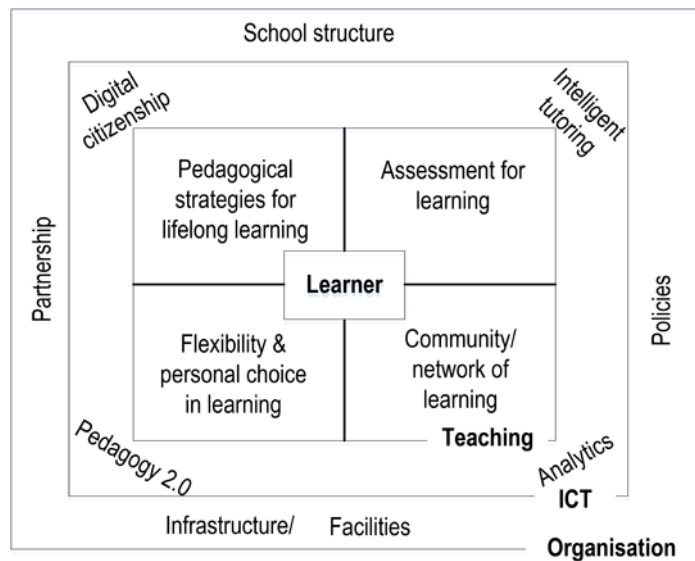 School structure
Digital
citizenship
Intelligent
tutoring
Pedagogical
strategies for
lifelong learning
Assessment for
learning
Partnership
Learner
Policies
Flexibility &
personal choice
in learning
Community/
network of
learning
Teaching
Pedagogy 2.0
Analytics
ICT
Infrastructure/ Facilities
Organisation